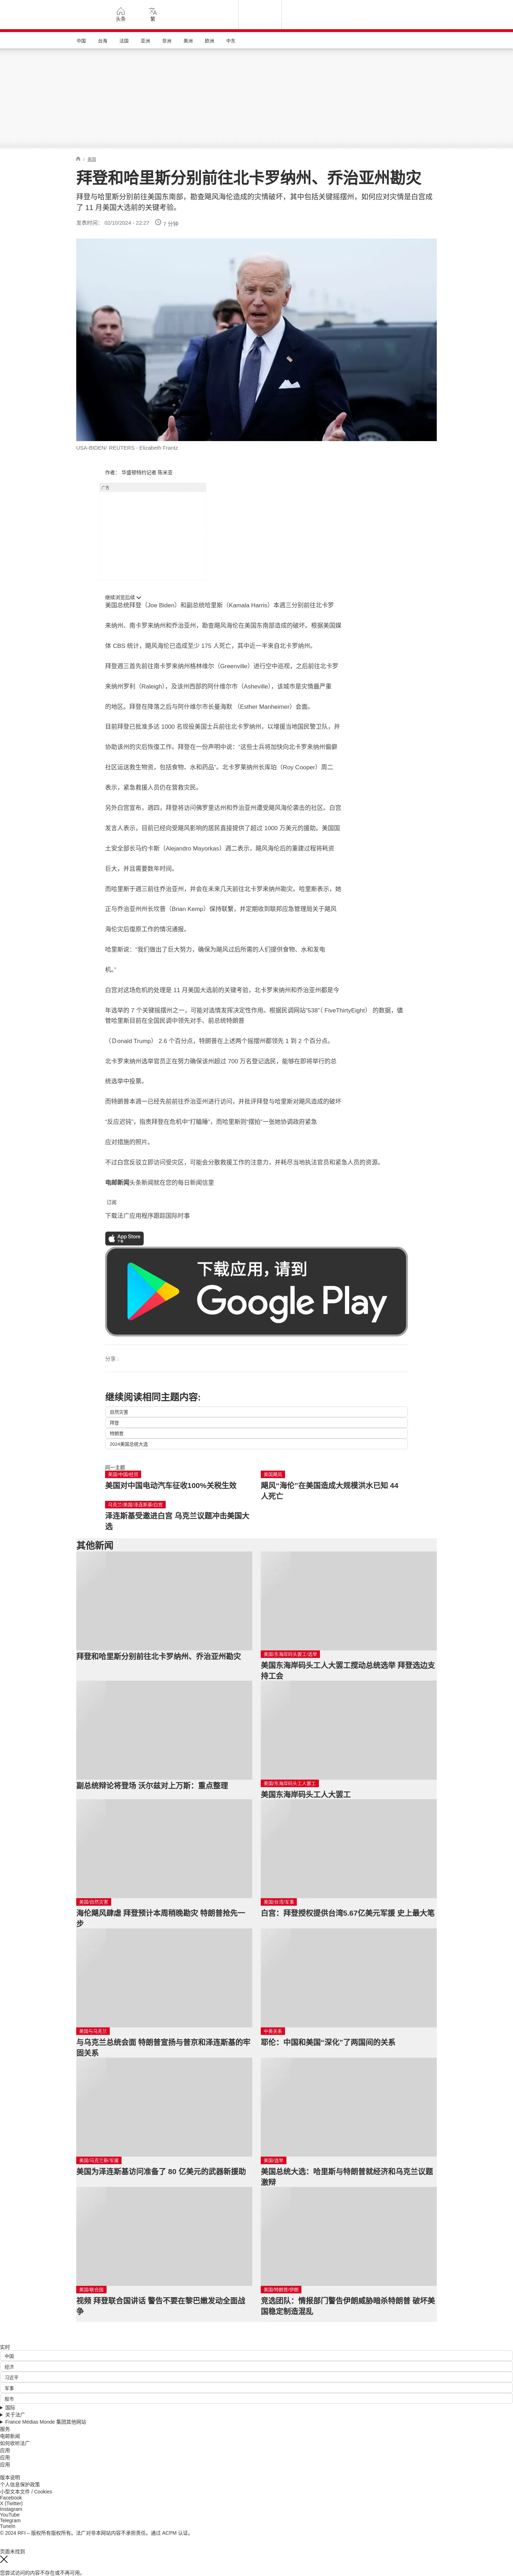 头条
繁
中国
台海
法国
亚洲
非洲
美洲
欧洲
中东
美国
拜登和哈里斯分别前往北卡罗纳州、乔治亚州勘灾
拜登与哈里斯分别前往美国东南部，勘查飓风海伦造成的灾情破坏，其中包括关键摇摆州，如何应对灾情是白宫成
了 11 月美国大选前的关键考验。
发表时间： 02/10/2024 - 22:27
7 分钟
USA-BIDEN/ REUTERS - Elizabeth Frantz
作者： 华盛顿特约记者 陈米亚
广告
继续浏览后续
美国总统拜登（Joe Biden）和副总统哈里斯（Kamala Harris）本週三分别前往北卡罗
来纳州、南卡罗来纳州和乔治亚州，勘查飓风海伦在美国东南部造成的破坏。根据美国媒
体 CBS 统计，飓风海伦已造成至少 175 人死亡，其中近一半来自北卡罗纳州。
拜登週三首先前往南卡罗来纳州格林维尔（Greenville）进行空中巡视，之后前往北卡罗
来纳州罗利（Raleigh），及该州西部的阿什维尔市（Asheville），该城市是灾情最严重
的地区。拜登在降落之后与阿什维尔市长曼海默 （Esther Manheimer）会面。
目前拜登已批准多达 1000 名现役美国士兵前往北卡罗纳州，以增援当地国民警卫队，并
协助该州的灾后恢復工作。拜登在一份声明中说：“这些士兵将加快向北卡罗来纳州偏僻
社区运送救生物资，包括食物、水和药品”。北卡罗莱纳州长库珀（Roy Cooper）周二
表示，紧急救援人员仍在营救灾民。
另外白宫宣布，週四，拜登将访问佛罗里达州和乔治亚州遭受飓风海伦袭击的社区。白宫
发言人表示，目前已经向受飓风影响的居民直接提供了超过 1000 万美元的援助。美国国
土安全部长马约卡斯（Alejandro Mayorkas）週二表示，飓风海伦后的重建过程将耗资
巨大，并且需要数年时间。
而哈里斯于週三前往乔治亚州，并会在未来几天前往北卡罗来纳州勘灾。哈里斯表示，她
正与乔治亚州州长坎普（Brian Kemp）保持联繫，并定期收到联邦应急管理局关于飓风
海伦灾后復原工作的情况通报。
哈里斯说：“我们做出了巨大努力，确保为飓风过后所需的人们提供食物、水和发电
机。”
白宫对这场危机的处理是 11 月美国大选前的关键考验。北卡罗来纳州和乔治亚州都是今
年选举的 7 个关键摇摆州之一，可能对选情发挥决定性作用。根据民调网站“538”（ FiveThirtyEight） 的数据，儘
管哈里斯目前在全国民调中领先对手、前总统特朗普
（Ｄonald Trump） 2.6 个百分点，特朗普在上述两个摇摆州都领先 1 到 2 个百分点。
北卡罗来纳州选举官员正在努力确保该州超过 700 万名登记选民，能够在即将举行的总
统选举中投票。
而特朗普本週一已经先前前往乔治亚州进行访问，并批评拜登与哈里斯对飓风造成的破坏
“反应迟钝”，指责拜登在危机中“打瞌睡”，而哈里斯则“摆拍”一张她协调政府紧急
应对措施的照片。
不过白宫反驳立即访问受灾区，可能会分散救援工作的注意力，并耗尽当地执法官员和紧急人员的资源。
电邮新闻头条新闻就在您的每日新闻信里
订阅
下载法广应用程序跟踪国际时事
App Store
下载
下载应用，请到
Google Play
分享 :
继续阅读相同主题内容:
自然灾害
拜登
特朗普
2024美国总统大选
同一主题
美国/中国/经贸
美国对中国电动汽车征收100%关税生效
美国飓风
飓风“海伦”在美国造成大规模洪水已知 44
人死亡
乌克兰/美国/泽连斯基/白宫
泽连斯基受邀进白宫 乌克兰议题冲击美国大
选
其他新闻
拜登和哈里斯分别前往北卡罗纳州、乔治亚州勘灾
美国/东海岸码头罢工/选举
美国东海岸码头工人大罢工搅动总统选举 拜登选边支
持工会
副总统辩论将登场 沃尔兹对上万斯：重点整理
美国/东海岸码头工人罢工
美国东海岸码头工人大罢工
美国/自然灾害
海伦飓风肆虐 拜登预计本周稍晚勘灾 特朗普抢先一
步
美国/台湾/军事
白宫：拜登授权提供台湾5.67亿美元军援 史上最大笔
美国与乌克兰
与乌克兰总统会面 特朗普宣扬与普京和泽连斯基的牢
固关系
中美关系
耶伦：中国和美国“深化”了两国间的关系
美国/乌克兰薪/军援
美国为泽连斯基访问准备了 80 亿美元的武器新援助
美国/选举
美国总统大选：哈里斯与特朗普就经济和乌克兰议题
激辩
美国/联合国
视频 拜登联合国讲话 警告不要在黎巴嫩发动全面战
争
美国/特朗普/伊朗
竞选团队：情报部门警告伊朗威胁暗杀特朗普 破坏美
国稳定制造混乱
实时
中国
经济
习近平
军事
股市
国际
关于法广
France Médias Monde 集团其他网站
服务
电邮新闻
如何收听法广
应用
应用
应用
版本说明
个人信息保护政策
小型文本文件 / Cookies
Facebook
X (Twitter)
Instagram
YouTube
Telegram
TuneIn
© 2024 RFI – 版权所有版权所有。法广对非本网站内容不承担责任。通过 ACPM 认证。
页面未找到
您尝试访问的内容不存在或不再可用。